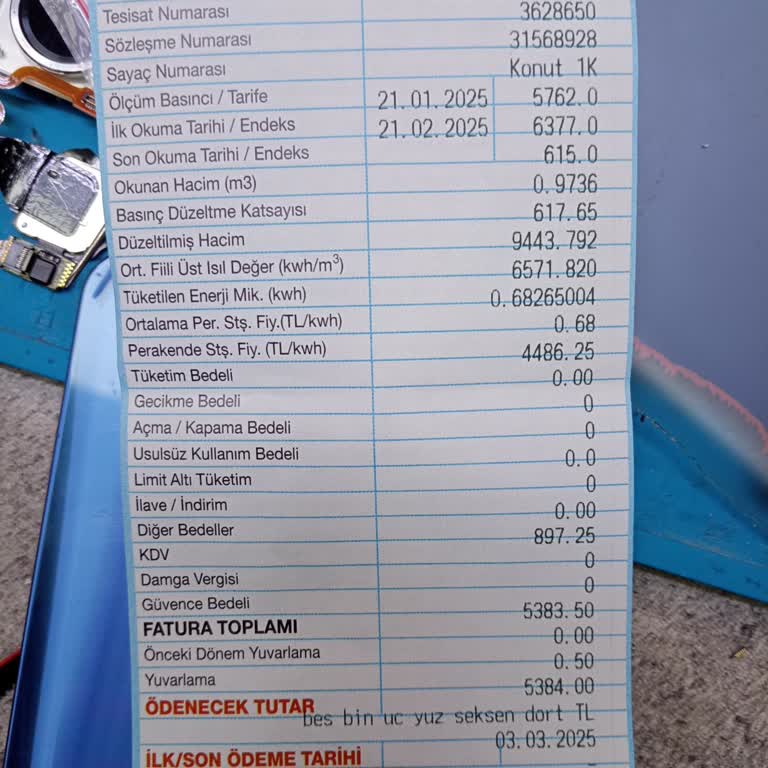 Tesisat Numarası 3628650
Sözleşme Numarası 31568928
Sayaç Numarası Konut 1K
Ölçüm Basıncı / Tarife 21.01.2025 5762.0
İlk Okuma Tarihi / Endeks 21.02.2025 6377.0
Son Okuma Tarihi / Endeks 615.0
Okunan Hacim (m3) 0.9736
Basınç Düzeltme Katsayısı 617.65
Düzeltilmiş Hacim 9443.792
Ort. Fiili Üst Isıl Değer (kwh/m³) 6571.820
Tüketilen Enerji Mik. (kwh) 0.68265004
Ortalama Per. Stş. Fiy.(TL/kwh) 0.68
Perakende Stş. Fiy. (TL/kwh) 4486.25
Tüketim Bedeli 0.00
Gecikme Bedeli 0
Açma / Kapama Bedeli 0
Usulsüz Kullanım Bedeli 0.0
Limit Altı Tüketim 0
İlave / İndirim 0.00
Diğer Bedeller 897.25
KDV 0
Damga Vergisi 0
Güvence Bedeli 5383.50
FATURA TOPLAMI 0.00
Önceki Dönem Yuvarlama 0.50
Yuvarlama 5384.00
ÖDENECEK TUTAR bes bin uc yuz seksen dort TL
03.03.2025
İLK/SON ÖDEME TARİHİ